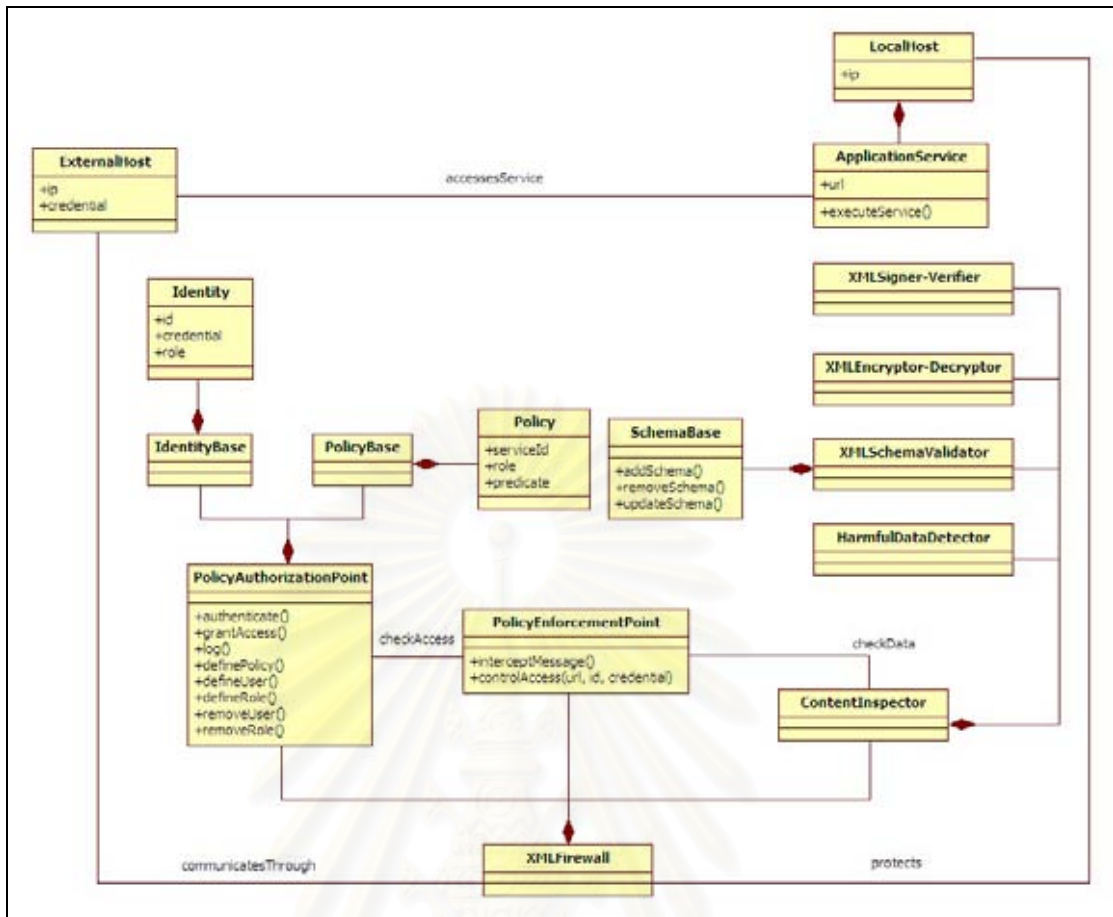 LocalHost
+ip
ExternalHost
+ip
+credential
accessesService
ApplicationService
+url
+executeService()
Identity
+id
+credential
+role
XMLSigner-Verifier
XMLEncryptor-Decryptor
IdentityBase
PolicyBase
Policy
+serviceId
+role
+predicate
SchemaBase
+addSchema()
+removeSchema()
+updateSchema()
XMLSchemaValidator
HarmfulDataDetector
PolicyAuthorizationPoint
+authenticate()
+grantAccess()
+log()
+definePolicy()
+defineUser()
+defineRole()
+removeUser()
+removeRole()
checkAccess
PolicyEnforcementPoint
+interceptMessage()
+controlAccess(url, id, credential)
checkData
ContentInspector
communicatesThrough
XMLFirewall
protects